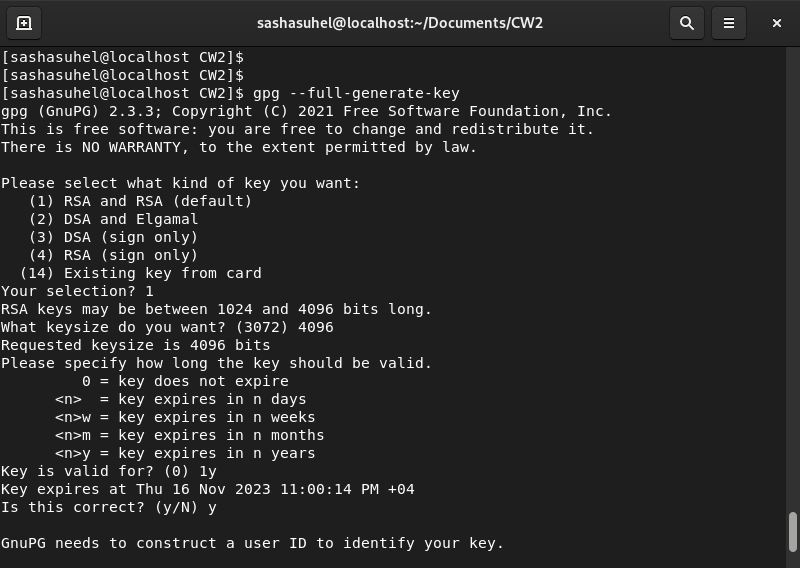 sashasuhel@localhost:~/Documents/CW2
[sashasuhel@localhost CW2]$
[sashasuhel@localhost CW2]$
[sashasuhel@localhost CW2]$ gpg --full-generate-key
gpg (GnuPG) 2.3.3; Copyright (C) 2021 Free Software Foundation, Inc.
This is free software: you are free to change and redistribute it.
There is NO WARRANTY, to the extent permitted by law.

Please select what kind of key you want:
   (1) RSA and RSA (default)
   (2) DSA and Elgamal
   (3) DSA (sign only)
   (4) RSA (sign only)
  (14) Existing key from card
Your selection? 1
RSA keys may be between 1024 and 4096 bits long.
What keysize do you want? (3072) 4096
Requested keysize is 4096 bits
Please specify how long the key should be valid.
         0 = key does not expire
      <n>  = key expires in n days
      <n>w = key expires in n weeks
      <n>m = key expires in n months
      <n>y = key expires in n years
Key is valid for? (0) 1y
Key expires at Thu 16 Nov 2023 11:00:14 PM +04
Is this correct? (y/N) y

GnuPG needs to construct a user ID to identify your key.